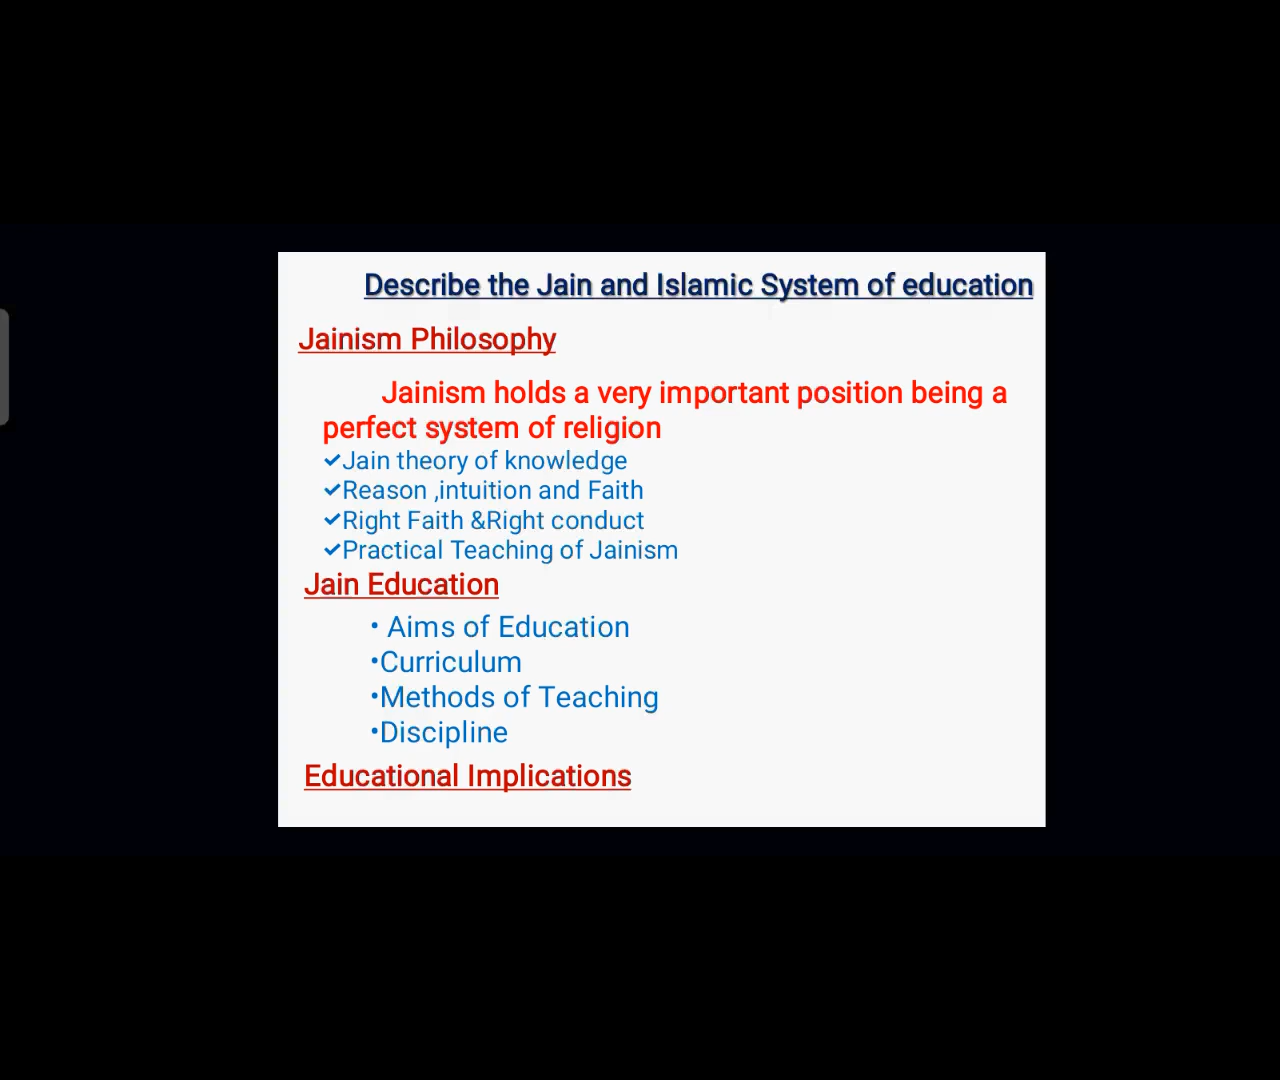 Describe the Jain and Islamic System of education
Jainism Philosophy
Jainism holds a very important position being a
perfect system of religion
✓Jain theory of knowledge
✓Reason ,intuition and Faith
✓Right Faith &Right conduct
✓Practical Teaching of Jainism
Jain Education
• Aims of Education
•Curriculum
•Methods of Teaching
•Discipline
Educational Implications